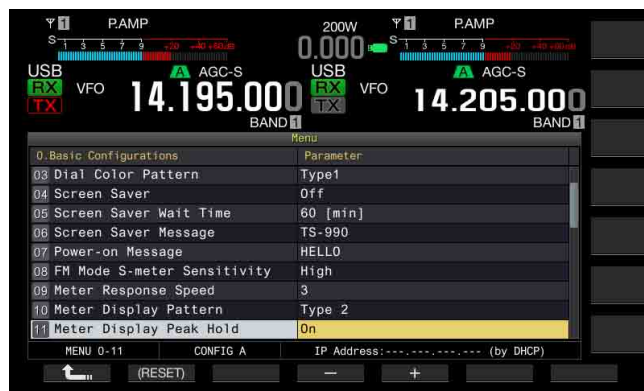 1 P.AMP 200W 1 P.AMP
S 1 3 5 7 9 +20 +40 +60dB 0.000 S 1 3 5 7 9 +20 +40 +60dB
USB A AGC-S USB A AGC-S
RX VFO 14.195.000 RX VFO 14.205.000
TX TX
BAND 1 BAND 1
Menu
0.Basic Configurations Parameter
03 Dial Color Pattern Type1
04 Screen Saver Off
05 Screen Saver Wait Time 60 [min]
06 Screen Saver Message TS-990
07 Power-on Message HELLO
08 FM Mode S-meter Sensitivity High
09 Meter Response Speed 3
10 Meter Display Pattern Type 2
11 Meter Display Peak Hold On
MENU 0-11 CONFIG A IP Address:---.---.---.--- (by DHCP)
(RESET) − +